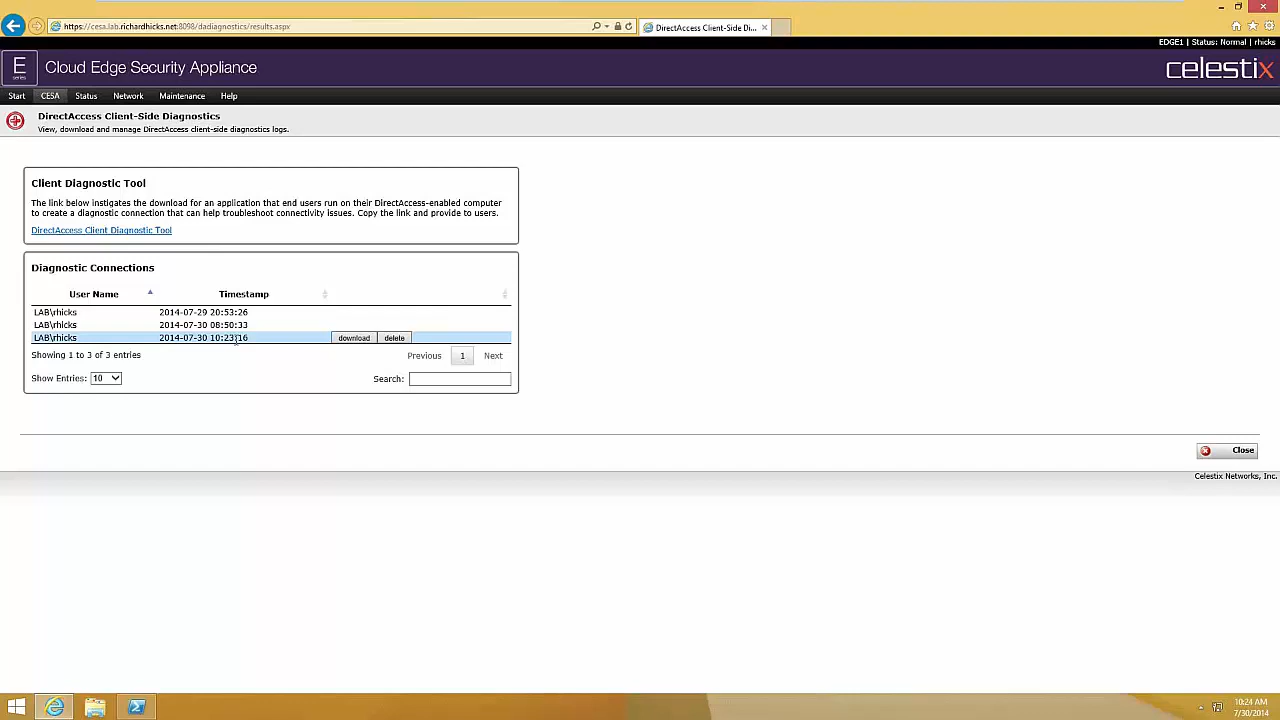 https://cesa.lab.richardhicks.net:8098/dadiagnostics/results.aspx
DirectAccess Client-Side Di...
EDGE1 | Status: Normal | rhicks
E
series
Cloud Edge Security Appliance
celestix
Start CESA Status Network Maintenance Help
DirectAccess Client-Side Diagnostics
View, download and manage DirectAccess client-side diagnostics logs.
Client Diagnostic Tool
The link below instigates the download for an application that end users run on their DirectAccess-enabled computer
to create a diagnostic connection that can help troubleshoot connectivity issues. Copy the link and provide to users.
DirectAccess Client Diagnostic Tool
Diagnostic Connections
User Name Timestamp
LAB\rhicks 2014-07-29 20:53:26
LAB\rhicks 2014-07-30 08:50:33
LAB\rhicks 2014-07-30 10:23:16 download delete
Showing 1 to 3 of 3 entries Previous 1 Next
Show Entries: 10 Search:
Close
Celestix Networks, Inc.
10:24 AM
7/30/2014